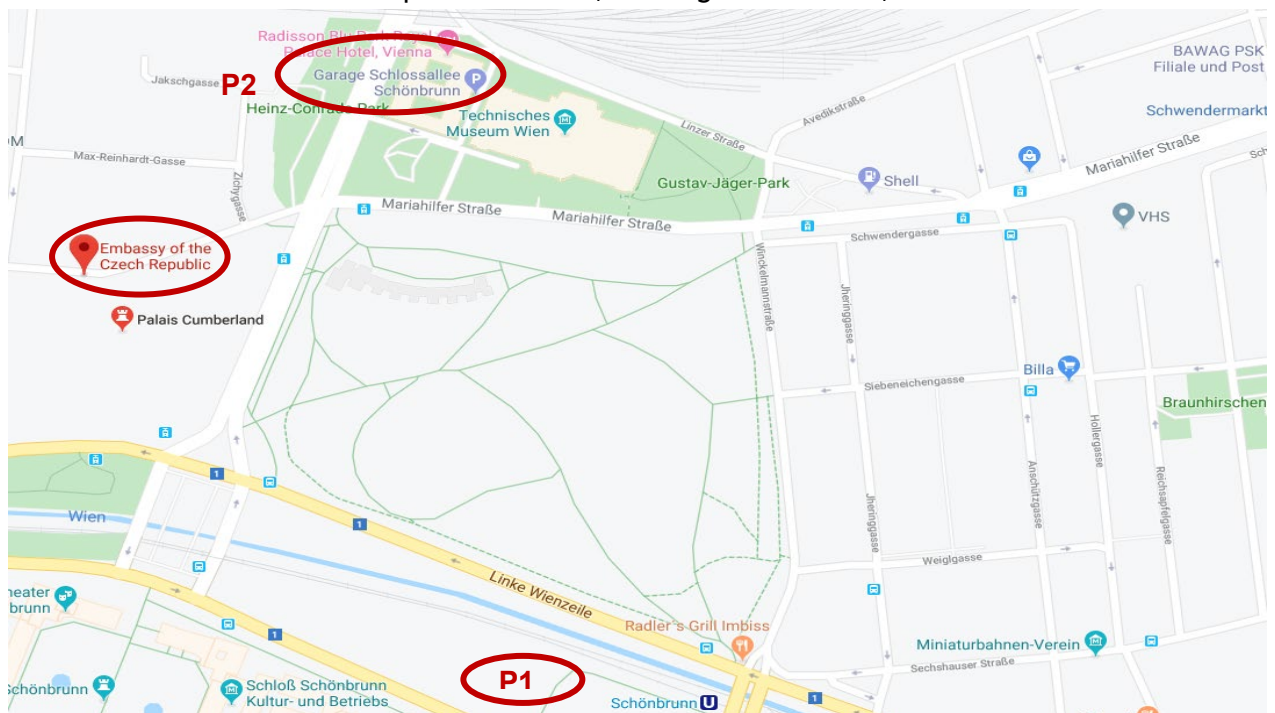 Radisson Blu Park Royal
Palace Hotel, Vienna
P2
Garage Schlossallee
Schönbrunn
P
Jakschgasse
Heinz-Conrads-Park
Technisches
Museum Wien
Linzer Straße
Avedikstraße
BAWAG PSK
Filiale und Post
Schwendermarkt
Max-Reinhardt-Gasse
Zichygasse
Gustav-Jäger-Park
Shell
Mariahilfer Straße
Mariahilfer Straße
Mariahilfer Straße
VHS
Schwendergasse
Embassy of the
Czech Republic
Palais Cumberland
Winckelmannstraße
Jheringgasse
Billa
Siebeneichengasse
Braunhirschen
Hollergasse
Anschützgasse
Reichsapfelgasse
Jheringgasse
1
Wien
1
Weiglgasse
Linke Wienzeile
eater
brunn
1
Radler´s Grill Imbiss
Miniaturbahnen-Verein
Sechshauser Straße
P1
Schönbrunn
Schloß Schönbrunn
Kultur- und Betriebs
Schönbrunn U
1